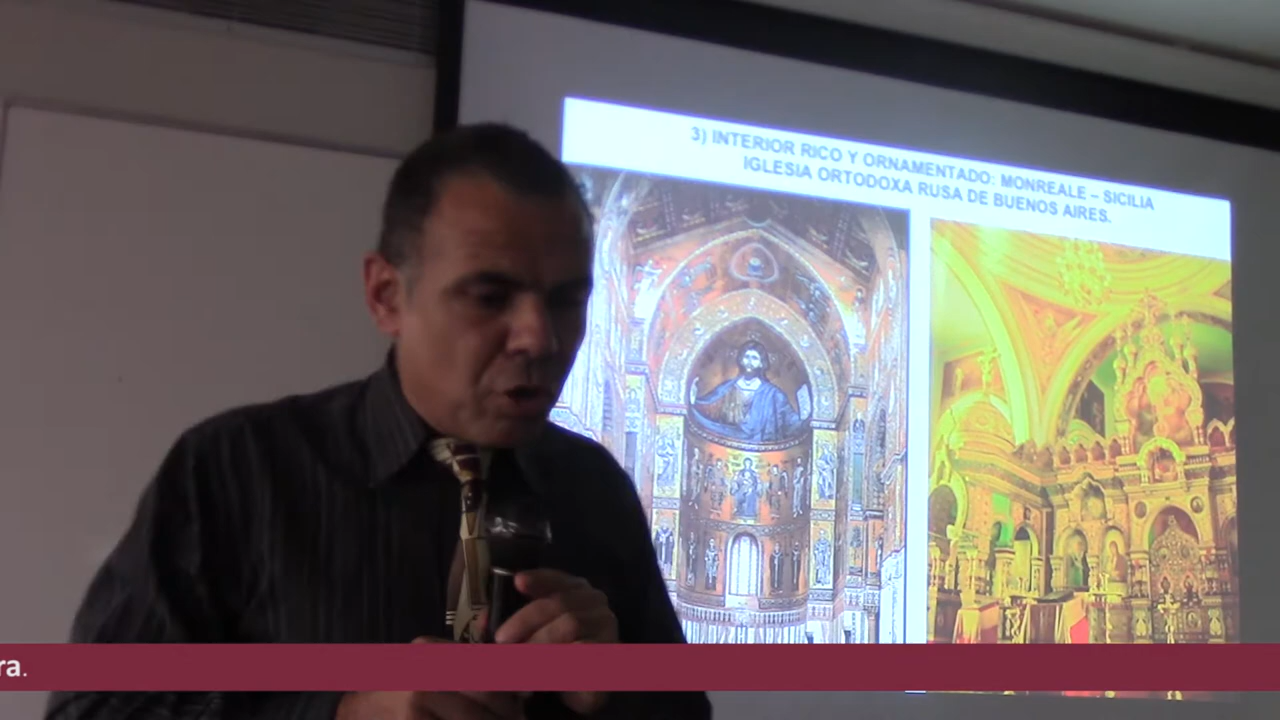 3) INTERIOR RICO Y ORNAMENTADO: MONREALE – SICILIA
IGLESIA ORTODOXA RUSA DE BUENOS AIRES.
ra.